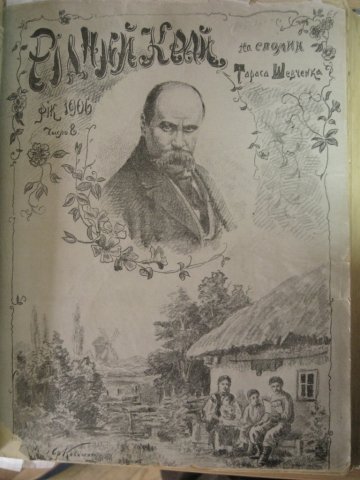 Рідний Край
на спомин
Тараса Шевченка
рік 1906
Число 8